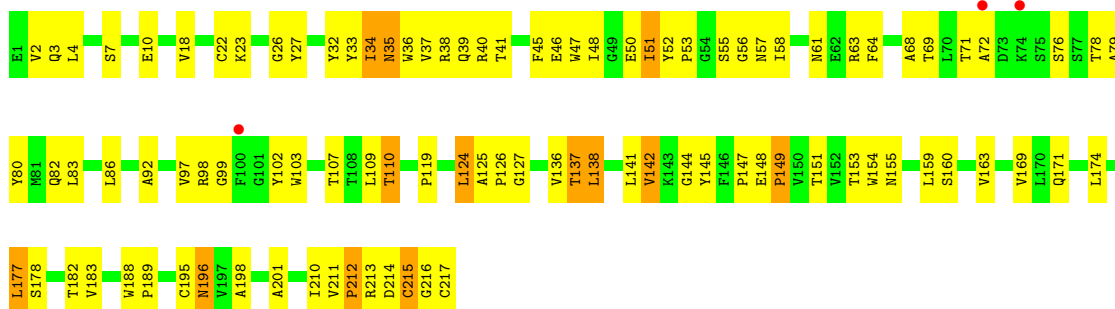 E1 V2 Q3 L4 S7 E10 V18 C22 K23 G26 Y27 Y32 Y33 I34 N35 W36 V37 R38 Q39 R40 T41 F45 E46 W47 I48 G49 E50 I51 Y52 P53 G54 S55 G56 N57 I58 N61 E62 R63 F64 A68 T69 L70 T71 A72 D73 K74 S75 S76 S77 T78 A79
Y80 M81 Q82 L83 L86 A92 V97 R98 G99 F100 G101 Y102 W103 T107 T108 L109 T110 P119 L124 A125 P126 G127 V136 T137 L138 L141 V142 K143 G144 Y145 F146 P147 E148 P149 V150 T151 V152 T153 W154 N155 L159 S160 V163 V169 L170 Q171 L174
L177 S178 T182 V183 W188 P189 C195 N196 V197 A198 A201 I210 V211 P212 R213 D214 C215 G216 C217